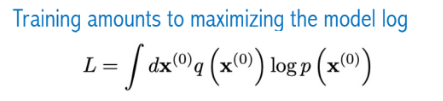 Training amounts to maximizing the model log
L = ∫ dx⁽⁰⁾ q (x⁽⁰⁾) log p (x⁽⁰⁾)